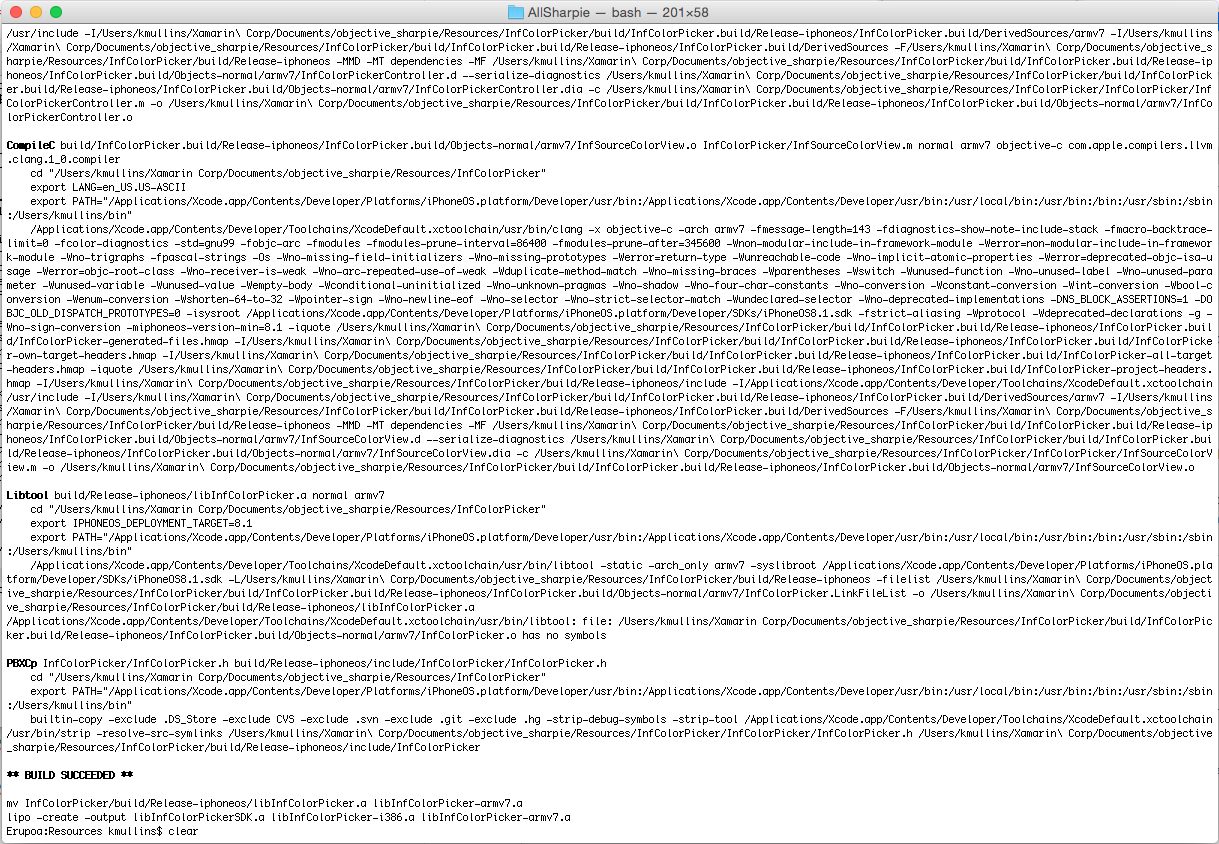 AllSharpie — bash — 201×58
/usr/include -I/Users/kmullins/Xamarin\ Corp/Documents/objective_sharpie/Resources/InfColorPicker/build/InfColorPicker.build/Release-iphoneos/InfColorPicker.build/DerivedSources/armv7 -I/Users/kmullins
/Xamarin\ Corp/Documents/objective_sharpie/Resources/InfColorPicker/build/InfColorPicker.build/Release-iphoneos/InfColorPicker.build/DerivedSources -F/Users/kmullins/Xamarin\ Corp/Documents/objective_s
harpie/Resources/InfColorPicker/build/Release-iphoneos -MMD -MT dependencies -MF /Users/kmullins/Xamarin\ Corp/Documents/objective_sharpie/Resources/InfColorPicker/build/InfColorPicker.build/Release-ip
honeos/InfColorPicker.build/Objects-normal/armv7/InfColorPickerController.d --serialize-diagnostics /Users/kmullins/Xamarin\ Corp/Documents/objective_sharpie/Resources/InfColorPicker/build/InfColorPick
er.build/Release-iphoneos/InfColorPicker.build/Objects-normal/armv7/InfColorPickerController.dia -c /Users/kmullins/Xamarin\ Corp/Documents/objective_sharpie/Resources/InfColorPicker/InfColorPicker/Inf
ColorPickerController.m -o /Users/kmullins/Xamarin\ Corp/Documents/objective_sharpie/Resources/InfColorPicker/build/InfColorPicker.build/Release-iphoneos/InfColorPicker.build/Objects-normal/armv7/InfCo
lorPickerController.o
CompileC build/InfColorPicker.build/Release-iphoneos/InfColorPicker.build/Objects-normal/armv7/InfSourceColorView.o InfColorPicker/InfSourceColorView.m normal armv7 objective-c com.apple.compilers.llvm
.clang.1_0.compiler
cd "/Users/kmullins/Xamarin Corp/Documents/objective_sharpie/Resources/InfColorPicker"
export LANG=en_US.US-ASCII
export PATH="/Applications/Xcode.app/Contents/Developer/Platforms/iPhoneOS.platform/Developer/usr/bin:/Applications/Xcode.app/Contents/Developer/usr/bin:/usr/local/bin:/usr/bin:/bin:/usr/sbin:/sbin
:/Users/kmullins/bin"
/Applications/Xcode.app/Contents/Developer/Toolchains/XcodeDefault.xctoolchain/usr/bin/clang -x objective-c -arch armv7 -fmessage-length=143 -fdiagnostics-show-note-include-stack -fmacro-backtrace-
limit=0 -fcolor-diagnostics -std=gnu99 -fobjc-arc -fmodules -fmodules-prune-interval=86400 -fmodules-prune-after=345600 -Wnon-modular-include-in-framework-module -Werror=non-modular-include-in-framewor
k-module -Wno-trigraphs -fpascal-strings -Os -Wno-missing-field-initializers -Wno-missing-prototypes -Werror=return-type -Wunreachable-code -Wno-implicit-atomic-properties -Werror=deprecated-objc-isa-u
sage -Werror=objc-root-class -Wno-receiver-is-weak -Wno-arc-repeated-use-of-weak -Wduplicate-method-match -Wno-missing-braces -Wparentheses -Wswitch -Wunused-function -Wno-unused-label -Wno-unused-para
meter -Wunused-variable -Wunused-value -Wempty-body -Wconditional-uninitialized -Wno-unknown-pragmas -Wno-shadow -Wno-four-char-constants -Wno-conversion -Wconstant-conversion -Wint-conversion -Wbool-c
onversion -Wenum-conversion -Wshorten-64-to-32 -Wpointer-sign -Wno-newline-eof -Wno-selector -Wno-strict-selector-match -Wundeclared-selector -Wno-deprecated-implementations -DNS_BLOCK_ASSERTIONS=1 -DO
BJC_OLD_DISPATCH_PROTOTYPES=0 -isysroot /Applications/Xcode.app/Contents/Developer/Platforms/iPhoneOS.platform/Developer/SDKs/iPhoneOS8.1.sdk -fstrict-aliasing -Wprotocol -Wdeprecated-declarations -g -
Wno-sign-conversion -miphoneos-version-min=8.1 -iquote /Users/kmullins/Xamarin\ Corp/Documents/objective_sharpie/Resources/InfColorPicker/build/InfColorPicker.build/Release-iphoneos/InfColorPicker.buil
d/InfColorPicker-generated-files.hmap -I/Users/kmullins/Xamarin\ Corp/Documents/objective_sharpie/Resources/InfColorPicker/build/InfColorPicker.build/Release-iphoneos/InfColorPicker.build/InfColorPicke
r-own-target-headers.hmap -I/Users/kmullins/Xamarin\ Corp/Documents/objective_sharpie/Resources/InfColorPicker/build/InfColorPicker.build/Release-iphoneos/InfColorPicker.build/InfColorPicker-all-target
-headers.hmap -iquote /Users/kmullins/Xamarin\ Corp/Documents/objective_sharpie/Resources/InfColorPicker/build/InfColorPicker.build/Release-iphoneos/InfColorPicker.build/InfColorPicker-project-headers.
hmap -I/Users/kmullins/Xamarin\ Corp/Documents/objective_sharpie/Resources/InfColorPicker/build/Release-iphoneos/include -I/Applications/Xcode.app/Contents/Developer/Toolchains/XcodeDefault.xctoolchain
/usr/include -I/Users/kmullins/Xamarin\ Corp/Documents/objective_sharpie/Resources/InfColorPicker/build/InfColorPicker.build/Release-iphoneos/InfColorPicker.build/DerivedSources/armv7 -I/Users/kmullins
/Xamarin\ Corp/Documents/objective_sharpie/Resources/InfColorPicker/build/InfColorPicker.build/Release-iphoneos/InfColorPicker.build/DerivedSources -F/Users/kmullins/Xamarin\ Corp/Documents/objective_s
harpie/Resources/InfColorPicker/build/Release-iphoneos -MMD -MT dependencies -MF /Users/kmullins/Xamarin\ Corp/Documents/objective_sharpie/Resources/InfColorPicker/build/InfColorPicker.build/Release-ip
honeos/InfColorPicker.build/Objects-normal/armv7/InfSourceColorView.d --serialize-diagnostics /Users/kmullins/Xamarin\ Corp/Documents/objective_sharpie/Resources/InfColorPicker/build/InfColorPicker.bui
ld/Release-iphoneos/InfColorPicker.build/Objects-normal/armv7/InfSourceColorView.dia -c /Users/kmullins/Xamarin\ Corp/Documents/objective_sharpie/Resources/InfColorPicker/InfColorPicker/InfSourceColorV
iew.m -o /Users/kmullins/Xamarin\ Corp/Documents/objective_sharpie/Resources/InfColorPicker/build/InfColorPicker.build/Release-iphoneos/InfColorPicker.build/Objects-normal/armv7/InfSourceColorView.o
Libtool build/Release-iphoneos/libInfColorPicker.a normal armv7
cd "/Users/kmullins/Xamarin Corp/Documents/objective_sharpie/Resources/InfColorPicker"
export IPHONEOS_DEPLOYMENT_TARGET=8.1
export PATH="/Applications/Xcode.app/Contents/Developer/Platforms/iPhoneOS.platform/Developer/usr/bin:/Applications/Xcode.app/Contents/Developer/usr/bin:/usr/local/bin:/usr/bin:/bin:/usr/sbin:/sbin
:/Users/kmullins/bin"
/Applications/Xcode.app/Contents/Developer/Toolchains/XcodeDefault.xctoolchain/usr/bin/libtool -static -arch_only armv7 -syslibroot /Applications/Xcode.app/Contents/Developer/Platforms/iPhoneOS.pla
tform/Developer/SDKs/iPhoneOS8.1.sdk -L/Users/kmullins/Xamarin\ Corp/Documents/objective_sharpie/Resources/InfColorPicker/build/Release-iphoneos -filelist /Users/kmullins/Xamarin\ Corp/Documents/object
ive_sharpie/Resources/InfColorPicker/build/InfColorPicker.build/Release-iphoneos/InfColorPicker.build/Objects-normal/armv7/InfColorPicker.LinkFileList -o /Users/kmullins/Xamarin\ Corp/Documents/objecti
ve_sharpie/Resources/InfColorPicker/build/Release-iphoneos/libInfColorPicker.a
/Applications/Xcode.app/Contents/Developer/Toolchains/XcodeDefault.xctoolchain/usr/bin/libtool: file: /Users/kmullins/Xamarin Corp/Documents/objective_sharpie/Resources/InfColorPicker/build/InfColorPic
ker.build/Release-iphoneos/InfColorPicker.build/Objects-normal/armv7/InfColorPicker.o has no symbols
PBXCp InfColorPicker/InfColorPicker.h build/Release-iphoneos/include/InfColorPicker/InfColorPicker.h
cd "/Users/kmullins/Xamarin Corp/Documents/objective_sharpie/Resources/InfColorPicker"
export PATH="/Applications/Xcode.app/Contents/Developer/Platforms/iPhoneOS.platform/Developer/usr/bin:/Applications/Xcode.app/Contents/Developer/usr/bin:/usr/local/bin:/usr/bin:/bin:/usr/sbin:/sbin
:/Users/kmullins/bin"
builtin-copy -exclude .DS_Store -exclude CVS -exclude .svn -exclude .git -exclude .hg -strip-debug-symbols -strip-tool /Applications/Xcode.app/Contents/Developer/Toolchains/XcodeDefault.xctoolchain
/usr/bin/strip -resolve-src-symlinks /Users/kmullins/Xamarin\ Corp/Documents/objective_sharpie/Resources/InfColorPicker/InfColorPicker/InfColorPicker.h /Users/kmullins/Xamarin\ Corp/Documents/objective
_sharpie/Resources/InfColorPicker/build/Release-iphoneos/include/InfColorPicker
** BUILD SUCCEEDED **
mv InfColorPicker/build/Release-iphoneos/libInfColorPicker.a libInfColorPicker-armv7.a
lipo -create -output libInfColorPickerSDK.a libInfColorPicker-i386.a libInfColorPicker-armv7.a
Erupoa:Resources kmullins$ clear